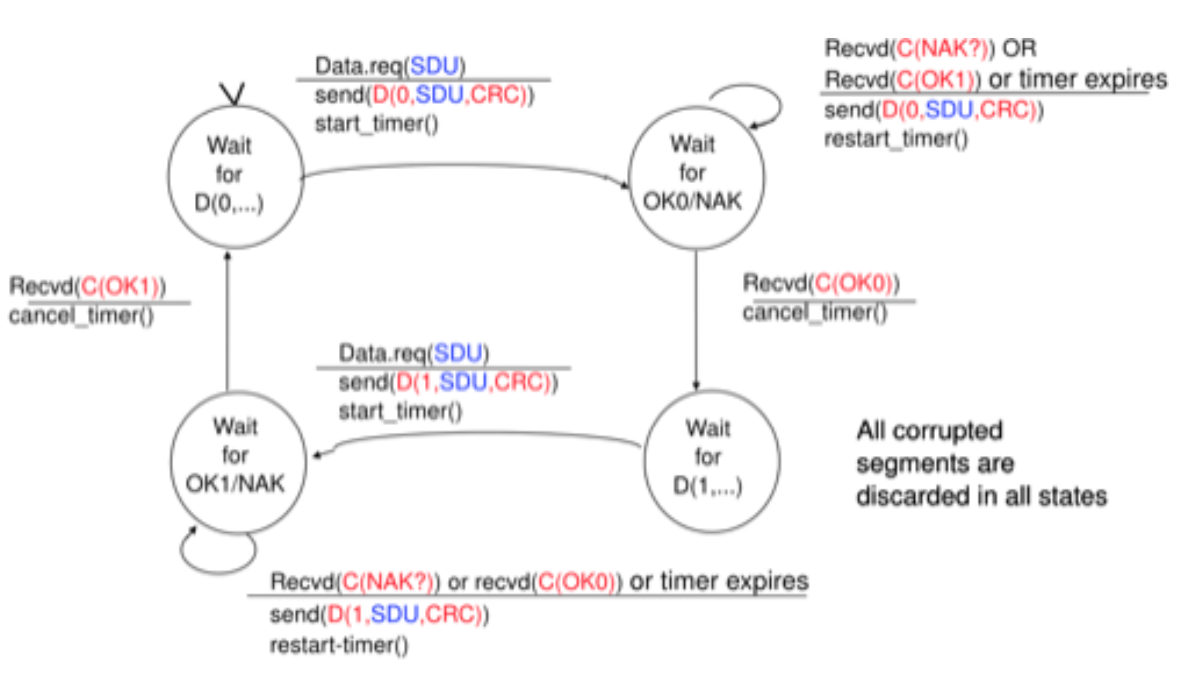 Data.req(SDU)
send(D(0,SDU,CRC))
start_timer()
Recvd(C(NAK?)) OR
Recvd(C(OK1)) or timer expires
send(D(0,SDU,CRC))
restart_timer()
Wait
for
D(0,...)
Wait
for
OK0/NAK
Recvd(C(OK1))
cancel_timer()
Recvd(C(OK0))
cancel_timer()
Data.req(SDU)
send(D(1,SDU,CRC))
start_timer()
Wait
for
OK1/NAK
Wait
for
D(1,...)
All corrupted
segments are
discarded in all states
Recvd(C(NAK?)) or recvd(C(OK0)) or timer expires
send(D(1,SDU,CRC))
restart-timer()